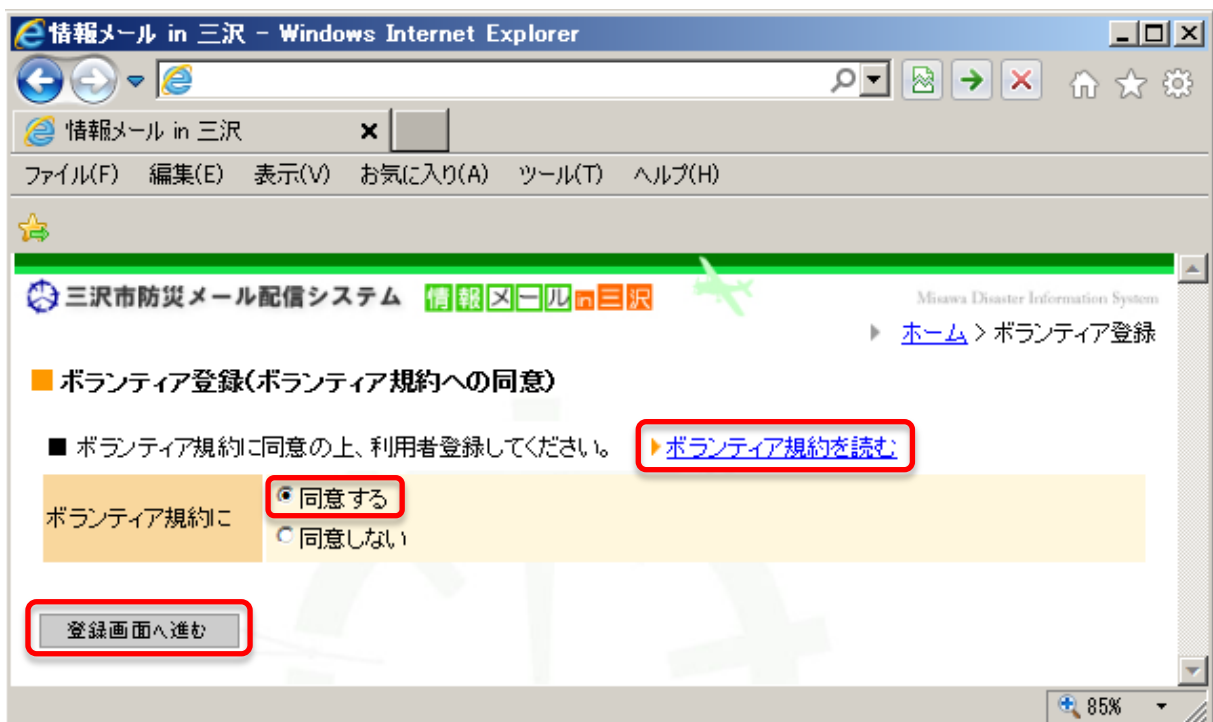 情報メール in 三沢 - Windows Internet Explorer
情報メール in 三沢
ファイル(F) 編集(E) 表示(V) お気に入り(A) ツール(T) ヘルプ(H)
三沢市防災メール配信システム 情報メールin三沢 Misawa Disaster Information System
ホーム > ボランティア登録
ボランティア登録(ボランティア規約への同意)
■ ボランティア規約に同意の上、利用者登録してください。 ボランティア規約を読む
ボランティア規約に
同意する
同意しない
登録画面へ進む
85%